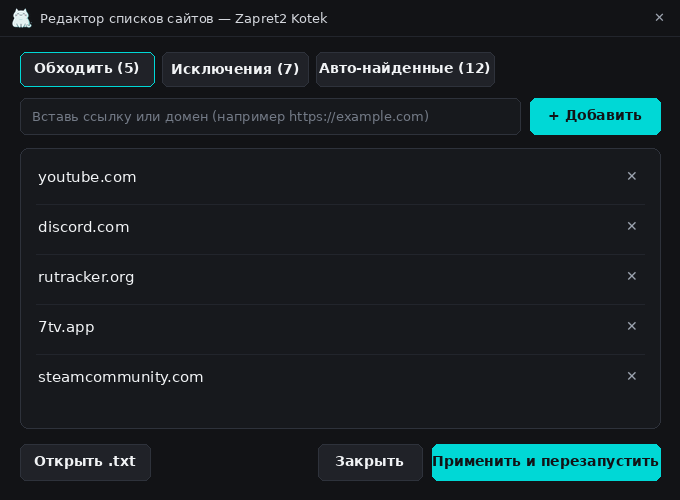 Редактор списков сайтов — Zapret2 Kotek ×
Обходить (5) Исключения (7) Авто-найденные (12)
Вставь ссылку или домен (например https://example.com) + Добавить
youtube.com ×
discord.com ×
rutracker.org ×
7tv.app ×
steamcommunity.com ×
Открыть .txt Закрыть Применить и перезапустить